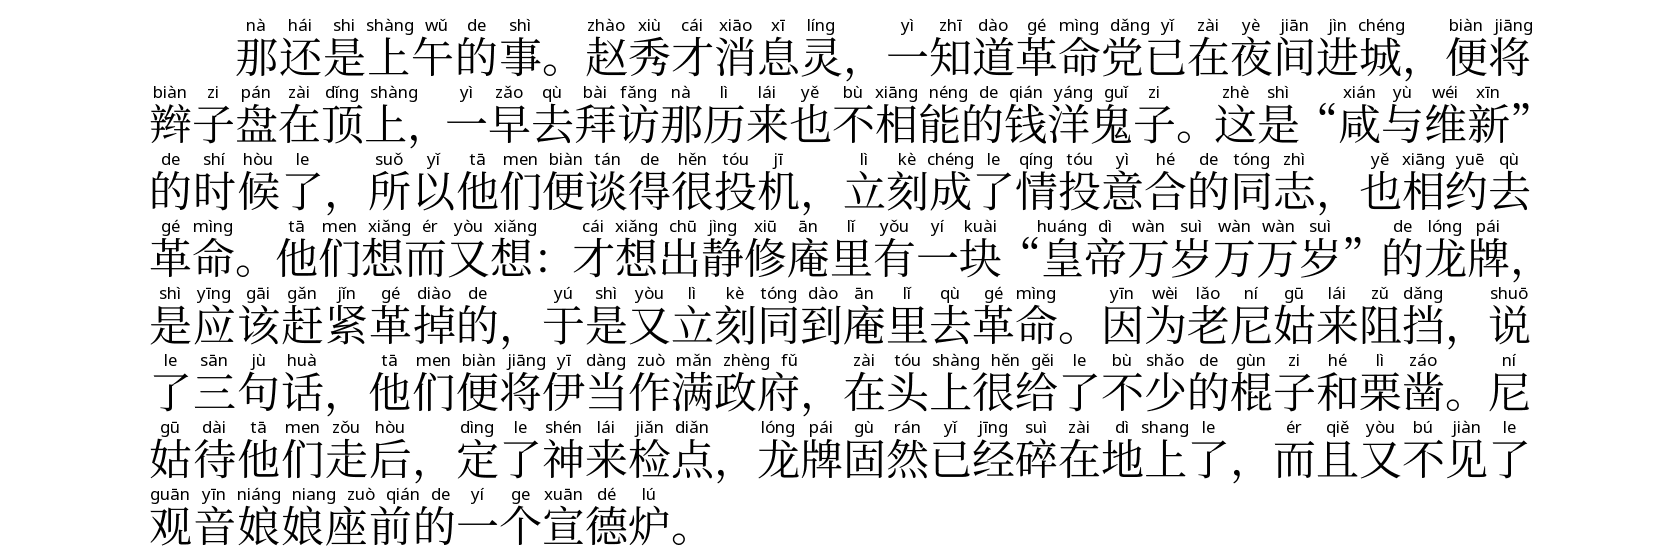 nà hái shi shàng wǔ de shì zhào xiù cái xiāo xī líng yì zhī dào gé mìng dǎng yǐ zài yè jiān jìn chéng biàn jiāng
那还是上午的事。赵秀才消息灵，一知道革命党已在夜间进城，便将
biàn zi pán zài dǐng shàng yì zǎo qù bài fǎng nà lì lái yě bù xiāng néng de qián yáng guǐ zi zhè shì xián yù wéi xīn
辫子盘在顶上，一早去拜访那历来也不相能的钱洋鬼子。这是“咸与维新”
de shí hòu le suǒ yǐ tā men biàn tán de hěn tóu jī lì kè chéng le qíng tóu yì hé de tóng zhì yě xiāng yuē qù
的时候了，所以他们便谈得很投机，立刻成了情投意合的同志，也相约去
gé mìng tā men xiǎng ér yòu xiǎng cái xiǎng chū jìng xiū ān lǐ yǒu yí kuài huáng dì wàn suì wàn wàn suì de lóng pái
革命。他们想而又想：才想出静修庵里有一块“皇帝万岁万万岁”的龙牌，
shì yīng gāi gǎn jǐn gé diào de yú shì yòu lì kè tóng dào ān lǐ qù gé mìng yīn wèi lǎo ní gū lái zǔ dǎng shuō
是应该赶紧革掉的，于是又立刻同到庵里去革命。因为老尼姑来阻挡，说
le sān jù huà tā men biàn jiāng yī dàng zuò mǎn zhèng fǔ zài tóu shàng hěn gěi le bù shǎo de gùn zi hé lì záo ní
了三句话，他们便将伊当作满政府，在头上很给了不少的棍子和栗凿。尼
gū dài tā men zǒu hòu dìng le shén lái jiǎn diǎn lóng pái gù rán yǐ jīng suì zài dì shang le ér qiě yòu bú jiàn le
姑待他们走后，定了神来检点，龙牌固然已经碎在地上了，而且又不见了
guān yīn niáng niang zuò qián de yí ge xuān dé lú
观音娘娘座前的一个宣德炉。